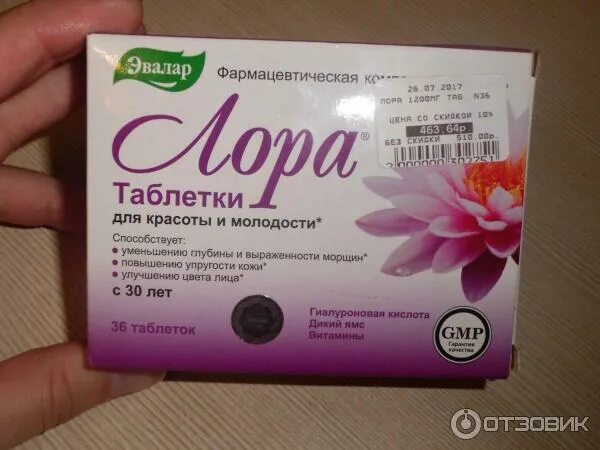 Эвалар
Фармацевтическая
26.07.2017
ЛОРА 1200МГ ТАБ. N36
ЦЕНА СО СКИДКОЙ 10%
463.64р.
БЕЗ СКИДКИ 510.00р.
2000000302751
Лора®
Таблетки
для красоты и молодости*
Способствует:
• уменьшению глубины и выраженности морщин*
• повышению упругости кожи*
• улучшению цвета лица*
с 30 лет
36 таблеток
Гиалуроновая кислота
Дикий ямс
Витамины
GMP
Гарантия
качества
ОТЗОВИК